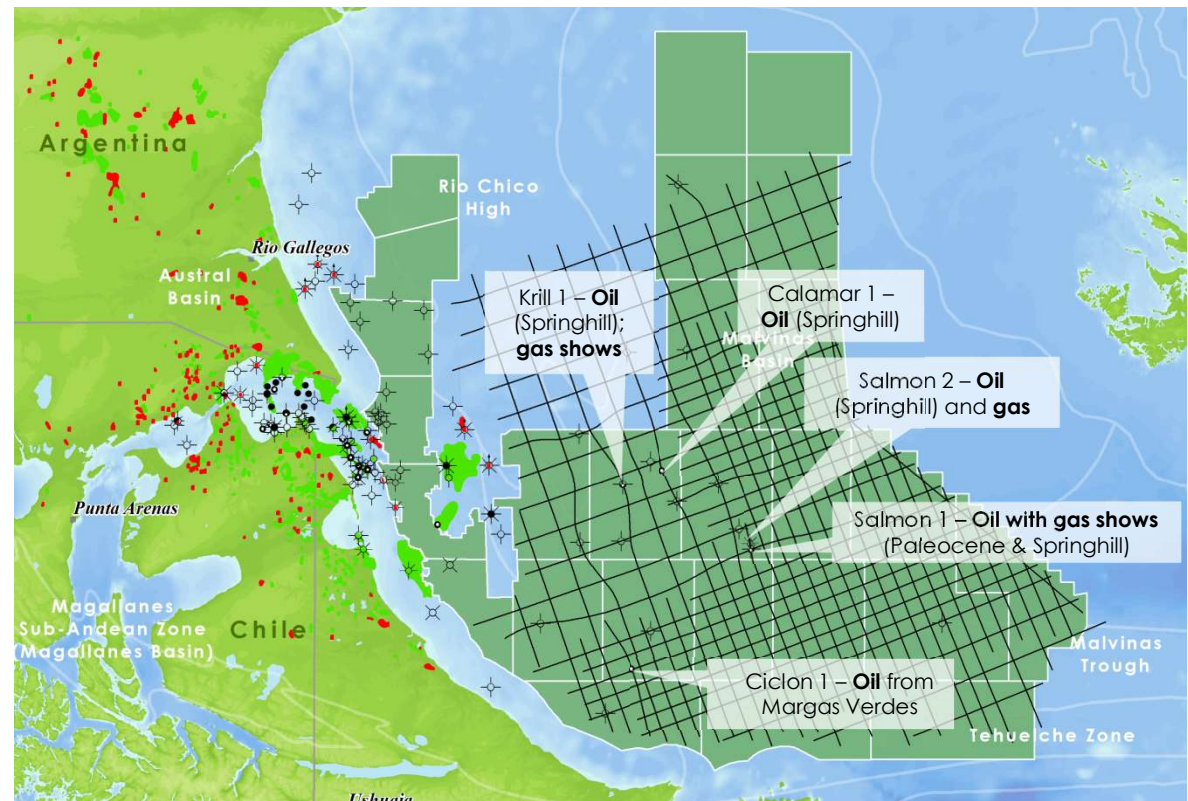 Argentina
Rio Chico
High
Rio Gallegos
Austral
Basin
Krill 1 – Oil
(Springhill);
gas shows
Calamar 1 –
Oil (Springhill)
Malvinas
Basin
Salmon 2 – Oil
(Springhill) and gas
Salmon 1 – Oil with gas shows
(Paleocene & Springhill)
Punta Arenas
Magallanes
Sub-Andean Zone
(Magallanes Basin)
Chile
Malvinas
Trough
Ciclon 1 – Oil from
Margas Verdes
Tehuelche Zone
Ushuaia